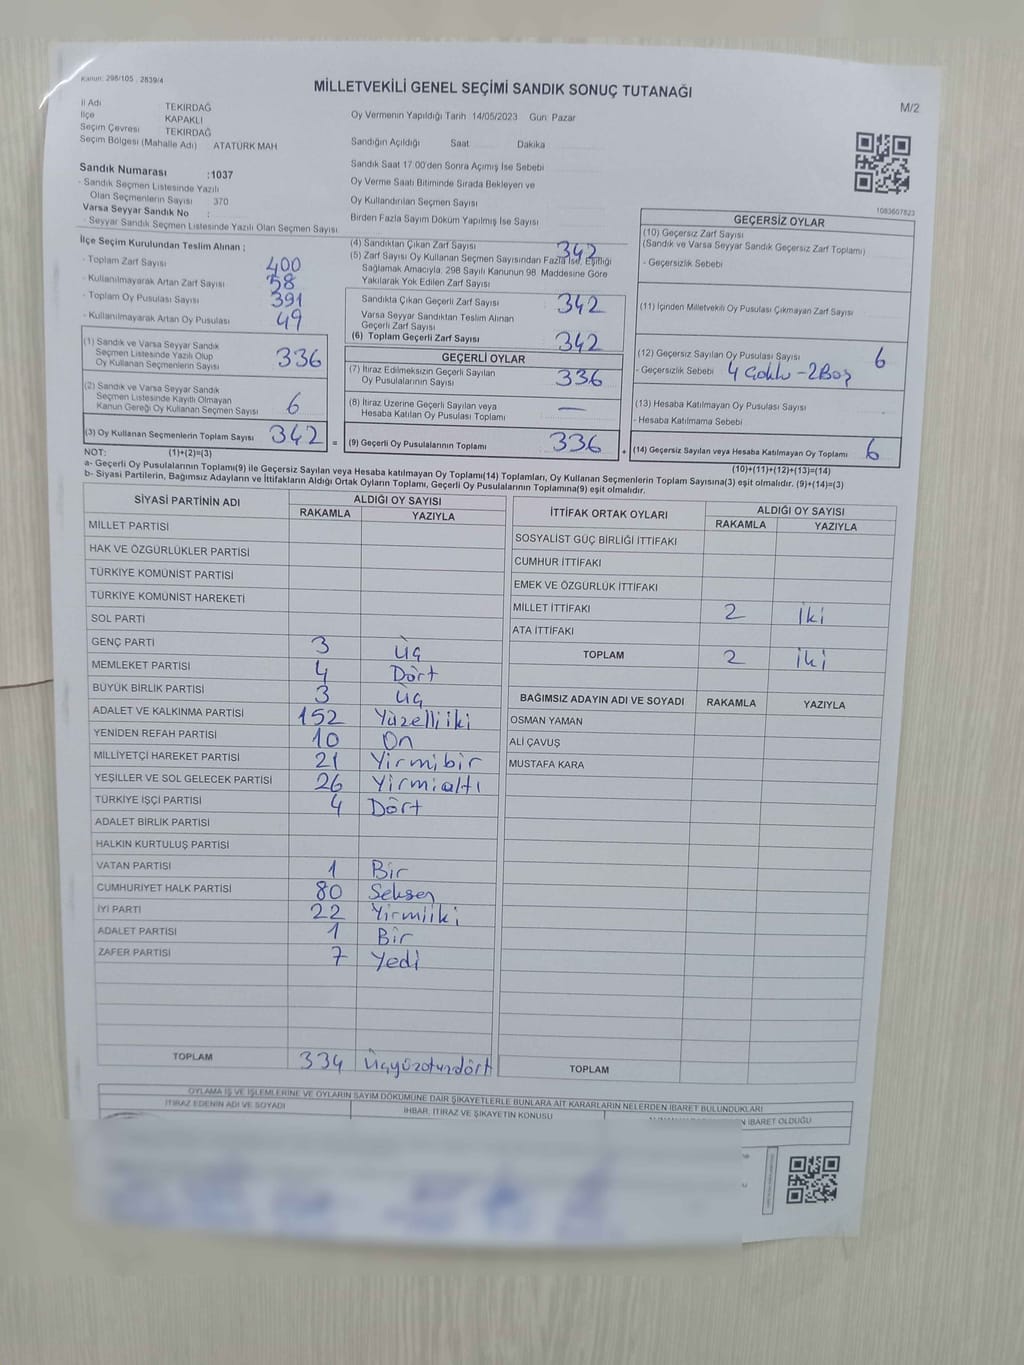 Kanun: 298/105 , 2839/4
MİLLETVEKİLİ GENEL SEÇİMİ SANDIK SONUÇ TUTANAĞI
M/2
İl Adı TEKİRDAĞ
İlçe KAPAKLI
Seçim Çevresi TEKİRDAĞ
Seçim Bölgesi (Mahalle Adı) ATATÜRK MAH
Oy Vermenin Yapıldığı Tarih 14/05/2023 Gün: Pazar
Sandığın Açıldığı Saat Dakika
Sandık Saat 17:00'den Sonra Açımış İse Sebebi
Oy Verme Saati Bitiminde Sırada Bekleyen ve
Oy Kullandırılan Seçmen Sayısı
Birden Fazla Sayım Döküm Yapılmış İse Sayısı
Sandık Numarası :1037
- Sandık Seçmen Listesinde Yazılı
Olan Seçmenlerin Sayısı 370
Varsa Seyyar Sandık No :
- Seyyar Sandık Seçmen Listesinde Yazılı Olan Seçmen Sayısı
1083607823
İlçe Seçim Kurulundan Teslim Alınan :
- Toplam Zarf Sayısı 400
- Kullanılmayarak Artan Zarf Sayısı 58
- Toplam Oy Pusulası Sayısı 391
- Kullanılmayarak Artan Oy Pusulası 49
(1) Sandık ve Varsa Seyyar Sandık
Seçmen Listesinde Yazılı Olup
Oy Kullanan Seçmenlerin Sayısı 336
(2) Sandık ve Varsa Seyyar Sandık
Seçmen Listesinde Kayıtlı Olmayan
Kanun Gereği Oy Kullanan Seçmen Sayısı 6
(3) Oy Kullanan Seçmenlerin Toplam Sayısı 342 =
(4) Sandıktan Çıkan Zarf Sayısı 342
(5) Zarf Sayısı Oy Kullanan Seçmen Sayısından Fazla İse, Eşitliği
Sağlamak Amacıyla, 298 Sayılı Kanunun 98. Maddesine Göre
Yakılarak Yok Edilen Zarf Sayısı
Sandıkta Çıkan Geçerli Zarf Sayısı 342
Varsa Seyyar Sandıktan Teslim Alınan
Geçerli Zarf Sayısı
(6) Toplam Geçerli Zarf Sayısı 342
GEÇERLİ OYLAR
(7) İtiraz Edilmeksizin Geçerli Sayılan
Oy Pusulalarının Sayısı 336
(8) İtiraz Üzerine Geçerli Sayılan veya
Hesaba Katılan Oy Pusulası Toplamı —
(9) Geçerli Oy Pusulalarının Toplamı 336 +
GEÇERSİZ OYLAR
(10) Geçersiz Zarf Sayısı
(Sandık ve Varsa Seyyar Sandık Geçersiz Zarf Toplamı)
- Geçersizlik Sebebi
(11) İçinden Milletvekili Oy Pusulası Çıkmayan Zarf Sayısı
(12) Geçersiz Sayılan Oy Pusulası Sayısı 6
- Geçersizlik Sebebi 4 Çoklu - 2 Boş
(13) Hesaba Katılmayan Oy Pusulası Sayısı
- Hesaba Katılmama Sebebi
(14) Geçersiz Sayılan veya Hesaba Katılmayan Oy Toplamı 6
NOT: (1)+(2)=(3) (10)+(11)+(12)+(13)=(14)
a- Geçerli Oy Pusulalarının Toplamı(9) ile Geçersiz Sayılan veya Hesaba katılmayan Oy Toplamı(14) Toplamları, Oy Kullanan Seçmenlerin Toplam Sayısına(3) eşit olmalıdır. (9)+(14)=(3)
b- Siyasi Partilerin, Bağımsız Adayların ve İttifakların Aldığı Ortak Oyların Toplamı, Geçerli Oy Pusulalarının Toplamına(9) eşit olmalıdır.
SİYASİ PARTİNİN ADI ALDIĞI OY SAYISI
RAKAMLA YAZIYLA
MİLLET PARTİSİ
HAK VE ÖZGÜRLÜKLER PARTİSİ
TÜRKİYE KOMÜNİST PARTİSİ
TÜRKİYE KOMÜNİST HAREKETİ
SOL PARTİ
GENÇ PARTİ 3 üç
MEMLEKET PARTİSİ 4 Dört
BÜYÜK BİRLİK PARTİSİ 3 üç
ADALET VE KALKINMA PARTİSİ 152 Yüzelliiki
YENİDEN REFAH PARTİSİ 10 On
MİLLİYETÇİ HAREKET PARTİSİ 21 Yirmibir
YEŞİLLER VE SOL GELECEK PARTİSİ 26 Yirmialtı
TÜRKİYE İŞÇİ PARTİSİ 4 Dört
ADALET BİRLİK PARTİSİ
HALKIN KURTULUŞ PARTİSİ
VATAN PARTİSİ 1 Bir
CUMHURİYET HALK PARTİSİ 80 Seksen
İYİ PARTİ 22 Yirmiiki
ADALET PARTİSİ 1 Bir
ZAFER PARTİSİ 7 Yedi
TOPLAM 334 üçyüzotuzdört
İTTİFAK ORTAK OYLARI ALDIĞI OY SAYISI
RAKAMLA YAZIYLA
SOSYALİST GÜÇ BİRLİĞİ İTTİFAKI
CUMHUR İTTİFAKI
EMEK VE ÖZGÜRLÜK İTTİFAKI
MİLLET İTTİFAKI 2 İki
ATA İTTİFAKI
TOPLAM 2 iki
BAĞIMSIZ ADAYIN ADI VE SOYADI RAKAMLA YAZIYLA
OSMAN YAMAN
ALİ ÇAVUŞ
MUSTAFA KARA
TOPLAM
OYLAMA İŞ VE İŞLEMLERİNE VE OYLARIN SAYIM DÖKÜMÜNE DAİR ŞİKAYETLERLE BUNLARA AİT KARARLARIN NELERDEN İBARET BULUNDUKLARI
İTİRAZ EDENİN ADI VE SOYADI İHBAR, İTİRAZ VE ŞİKAYETİN KONUSU N İBARET OLDUĞU